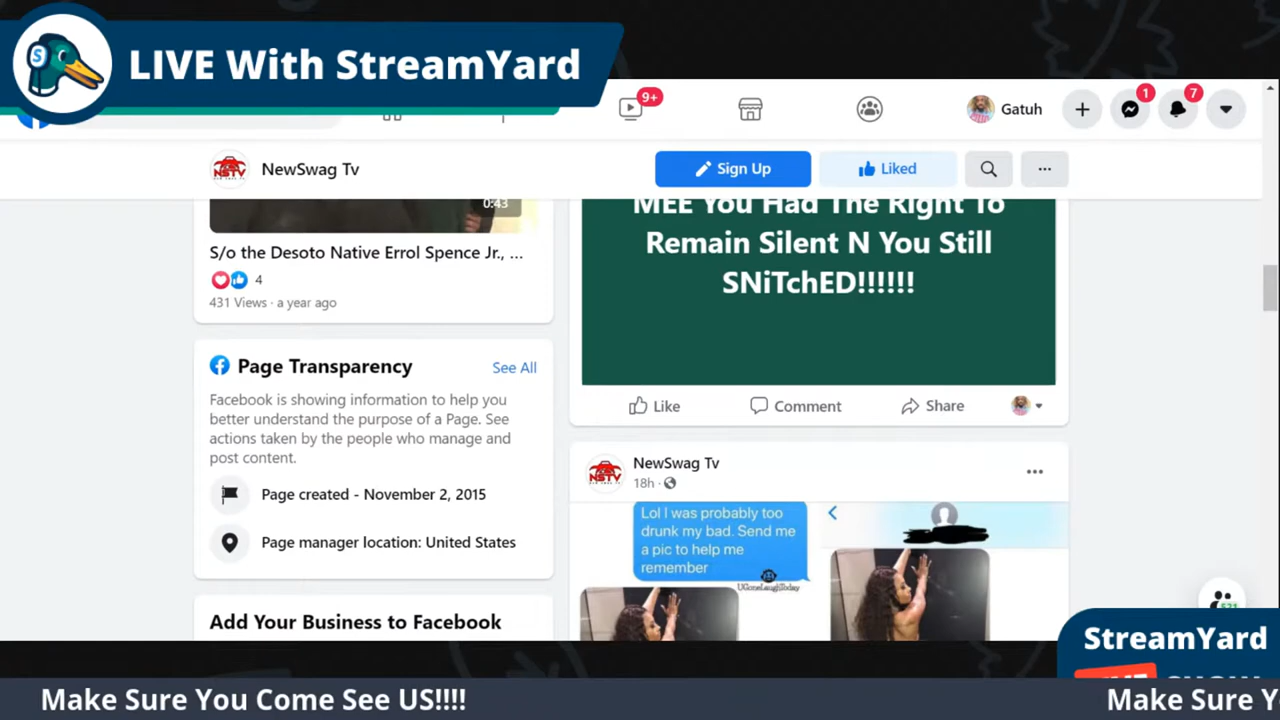 LIVE With StreamYard
9+
Gatuh
1
7
NewSwag Tv
Sign Up
Liked
0:43
S/o the Desoto Native Errol Spence Jr., ...
4
431 Views · a year ago
MEE You Had The Right To
Remain Silent N You Still
SNiTchED!!!!!!
Like
Comment
Share
Page Transparency
See All
Facebook is showing information to help you
better understand the purpose of a Page. See
actions taken by the people who manage and
post content.
Page created - November 2, 2015
Page manager location: United States
Add Your Business to Facebook
NSTV
NewSwag Tv
18h
Lol I was probably too
drunk my bad. Send me
a pic to help me
remember
UGoneLaughToday
521
StreamYard
Make Sure You Come See US!!!!
Make Sure Y